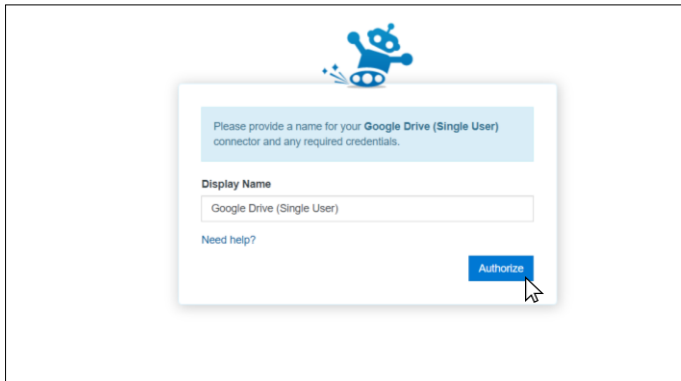 Please provide a name for your Google Drive (Single User)
connector and any required credentials.
Display Name
Google Drive (Single User)
Need help?
Authorize